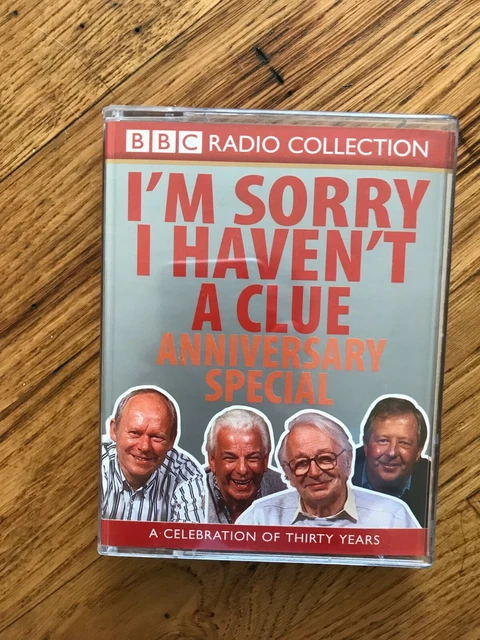 BBC RADIO COLLECTION
I'M SORRY
I HAVEN'T
A CLUE
ANNIVERSARY
SPECIAL
A CELEBRATION OF THIRTY YEARS